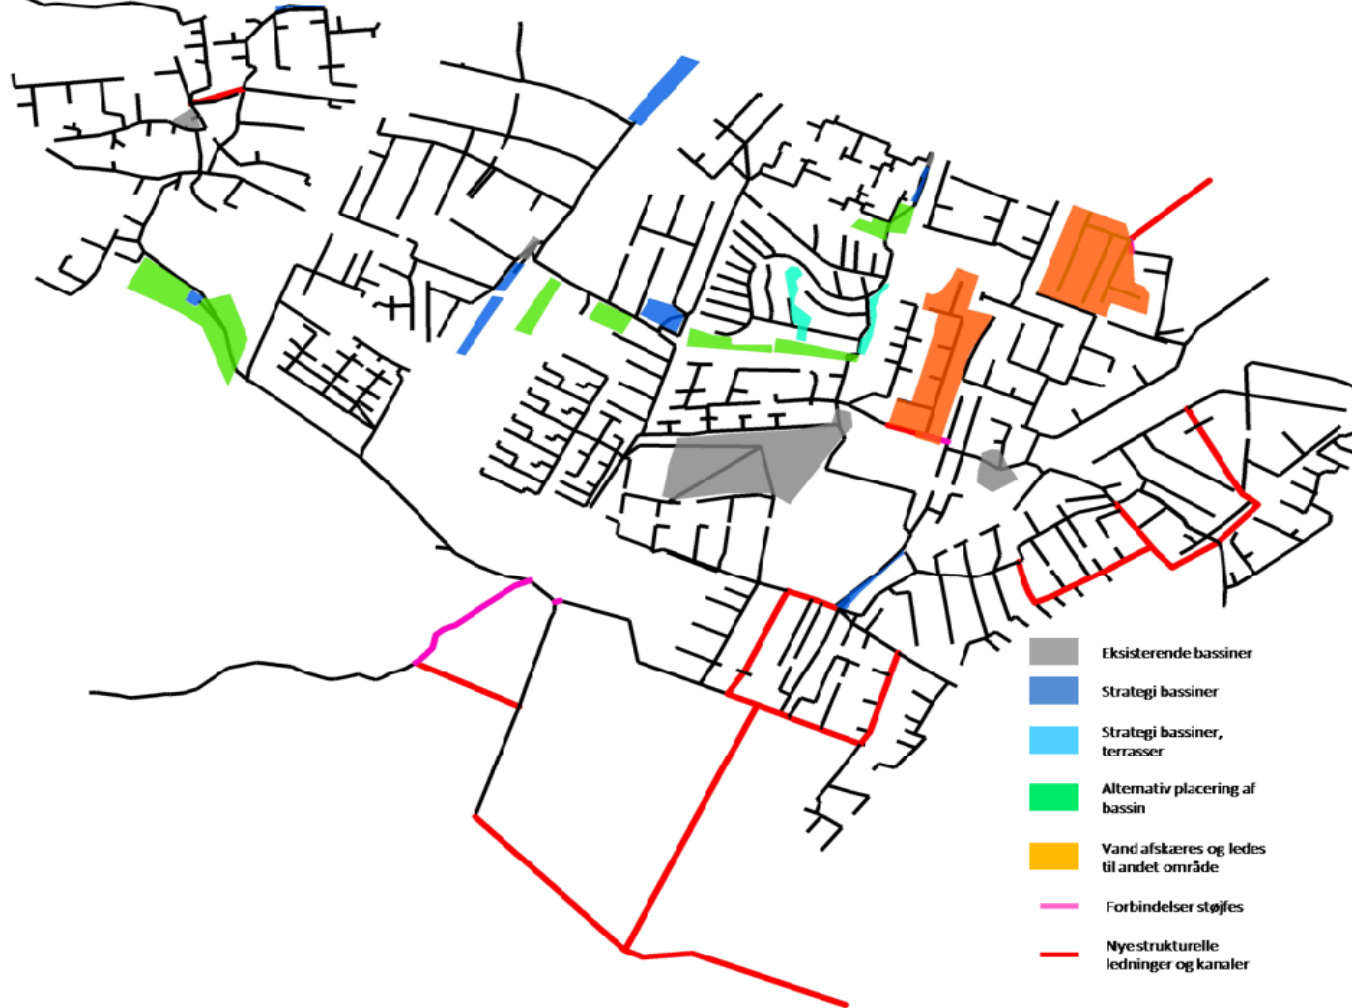 Eksisterende bassiner
Strategi bassiner
Strategi bassiner,
terrasser
Alternativ placering af
bassin
Vand afskæres og ledes
til andet område
Forbindelser støjfes
Nye strukturelle
ledninger og kanaler